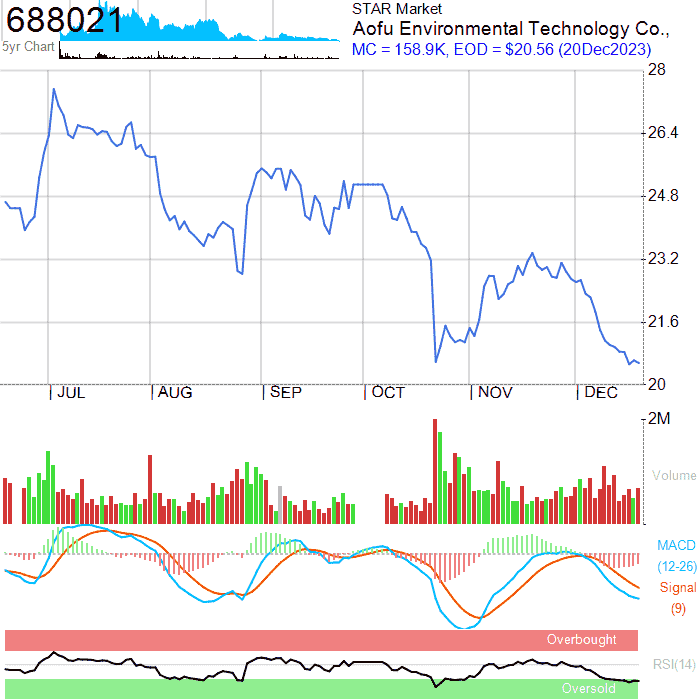 688021
5yr Chart
STAR Market
Aofu Environmental Technology Co.,
MC = 158.9K, EOD = $20.56 (20Dec2023)
28
26.4
24.8
23.2
21.6
20
JUL AUG SEP OCT NOV DEC
2M
Volume
MACD
(12-26)
Signal
(9)
Overbought
RSI(14)
Oversold